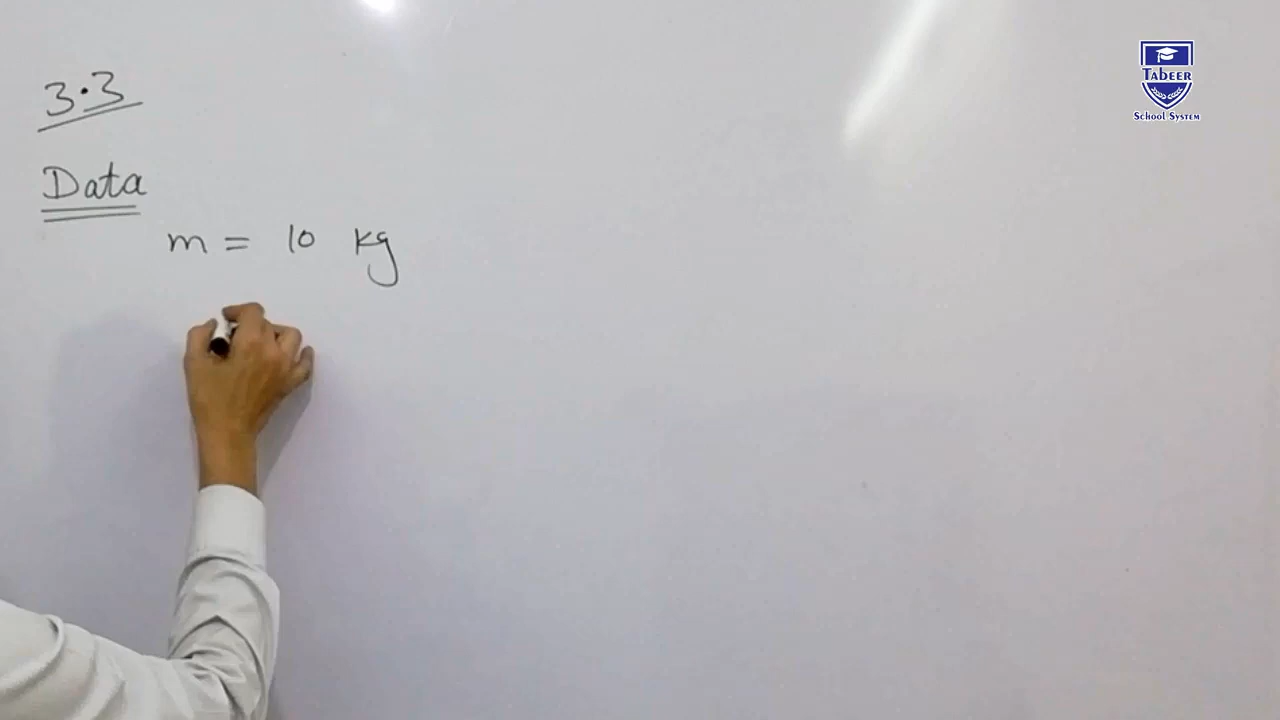 3.3
Data
m = 10 kg
TABEER
SCHOOL SYSTEM